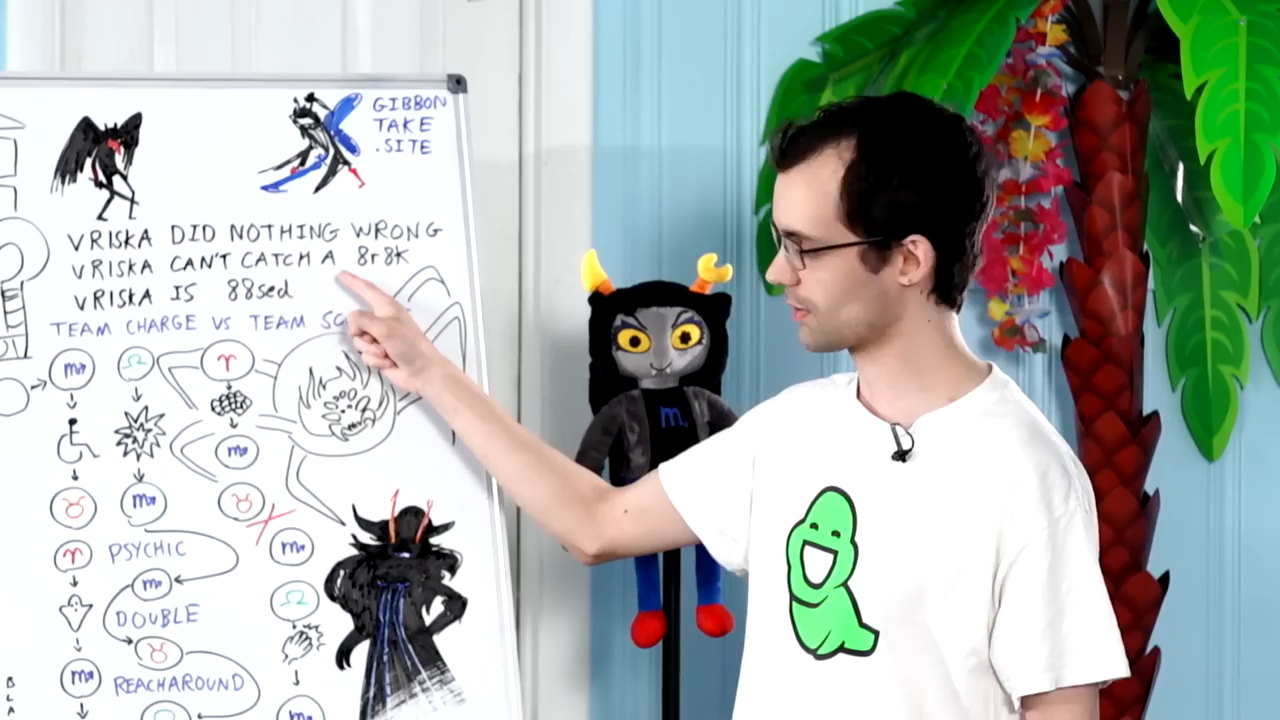 GIBBON
TAKE
.SITE
VRISKA DID NOTHING WRONG
VRISKA CAN'T CATCH A 8r8k
VRISKA IS 88sed
TEAM CHARGE VS TEAM SC
PSYCHIC
DOUBLE
REACHAROUND
B
L
A
m